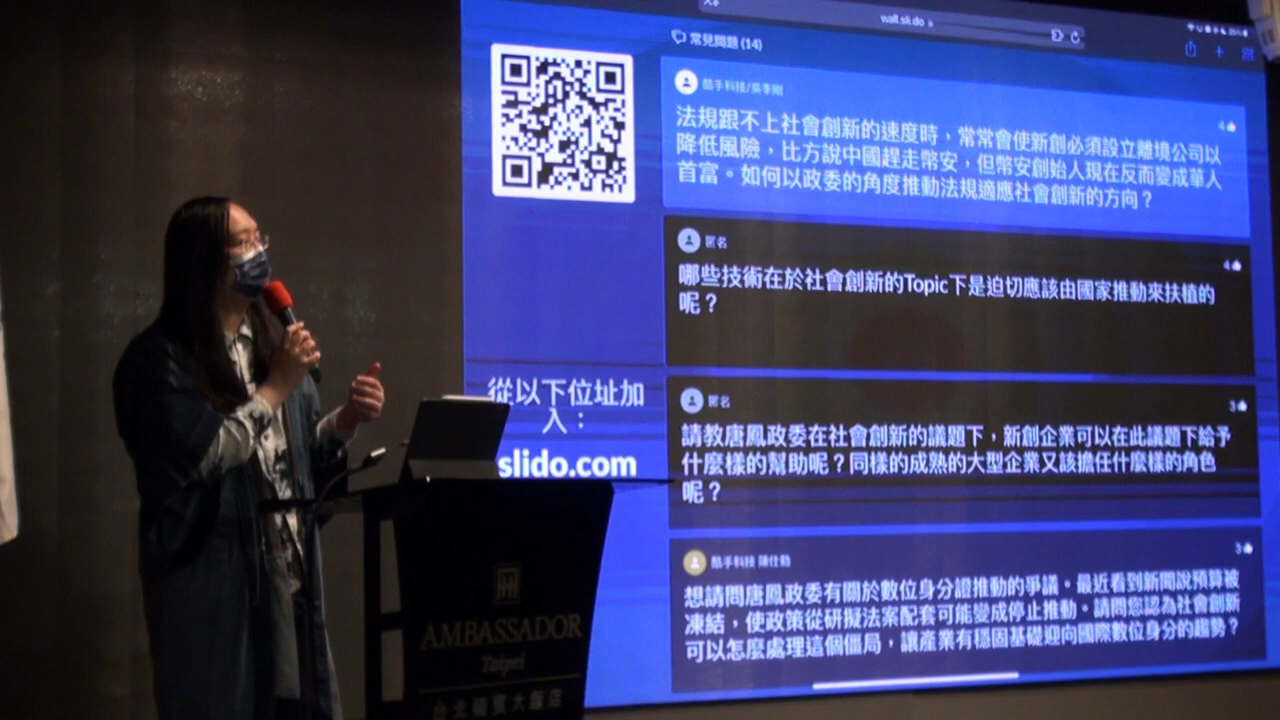 wall.sli.do
常見問題 (14)
酷手科技/吳季剛
4
法規跟不上社會創新的速度時，常常會使新創必須設立離境公司以
降低風險，比方說中國趕走幣安，但幣安創始人現在反而變成華人
首富。如何以政委的角度推動法規適應社會創新的方向？
匿名
4
哪些技術在於社會創新的Topic下是迫切應該由國家推動來扶植的
呢？
從以下位址加
入：
slido.com
匿名
3
請教唐鳳政委在社會創新的議題下，新創企業可以在此議題下給予
什麼樣的幫助呢？同樣的成熟的大型企業又該擔任什麼樣的角色
呢？
酷手科技 陳仕勛
3
想請問唐鳳政委有關於數位身分證推動的爭議。最近看到新聞說預算被
凍結，使政策從研擬法案配套可能變成停止推動。請問您認為社會創新
可以怎麼處理這個僵局，讓產業有穩固基礎迎向國際數位身分的趨勢？
AMBASSADOR
Taipei
台北國賓大飯店